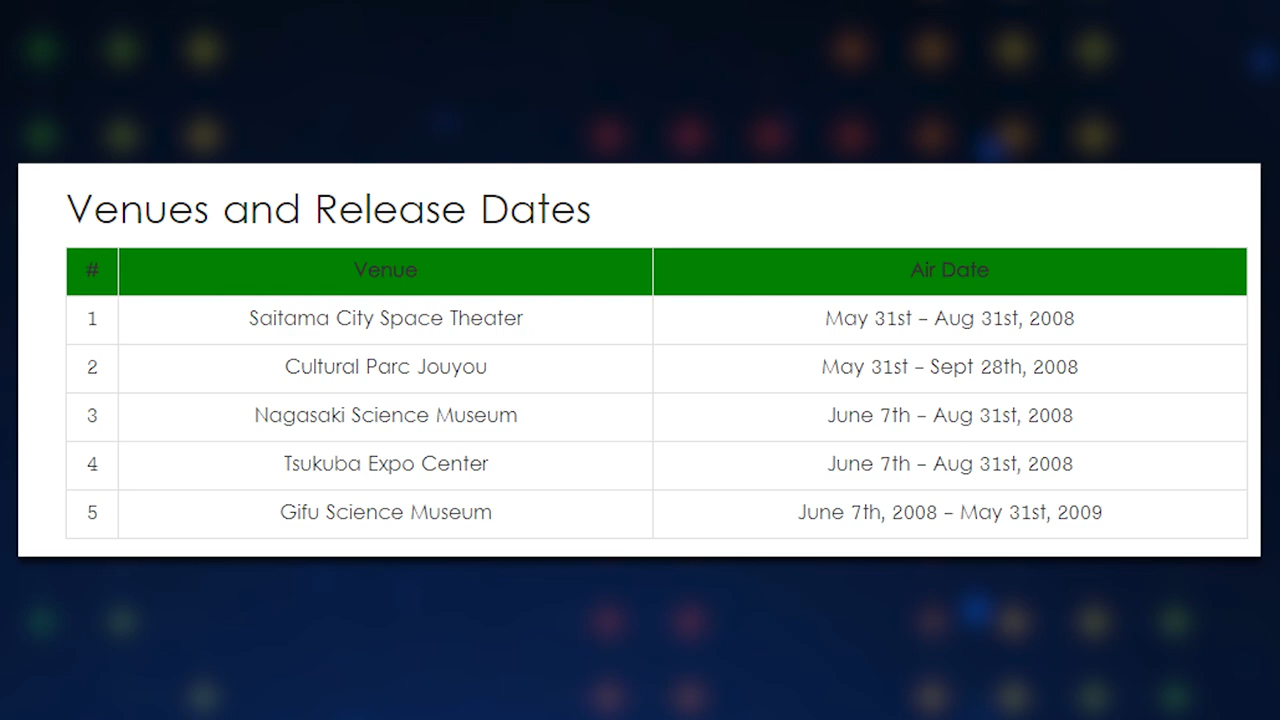 Venues and Release Dates
# Venue Air Date
1 Saitama City Space Theater May 31st – Aug 31st, 2008
2 Cultural Parc Jouyou May 31st – Sept 28th, 2008
3 Nagasaki Science Museum June 7th – Aug 31st, 2008
4 Tsukuba Expo Center June 7th – Aug 31st, 2008
5 Gifu Science Museum June 7th, 2008 – May 31st, 2009